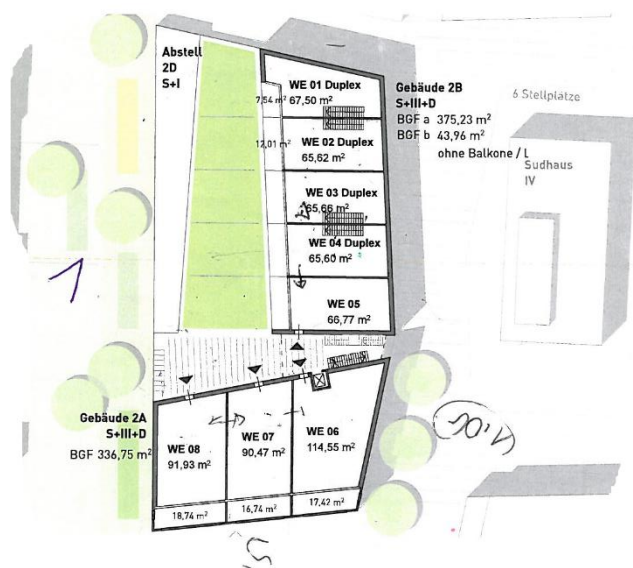 Abstell
2D
S+I
WE 01 Duplex
67,50 m²
7,54 m²
12,01 m²
WE 02 Duplex
65,62 m²
WE 03 Duplex
65,66 m²
WE 04 Duplex
65,60 m²
WE 05
66,77 m²
Gebäude 2B
S+III+D
BGF a 375,23 m²
BGF b 43,96 m²
ohne Balkone / L
6 Stellplätze
Sudhaus
IV
Gebäude 2A
S+III+D
BGF 336,75 m²
WE 08
91,93 m²
WE 07
90,47 m²
WE 06
114,55 m²
18,74 m²
16,74 m²
17,42 m²
1.OG